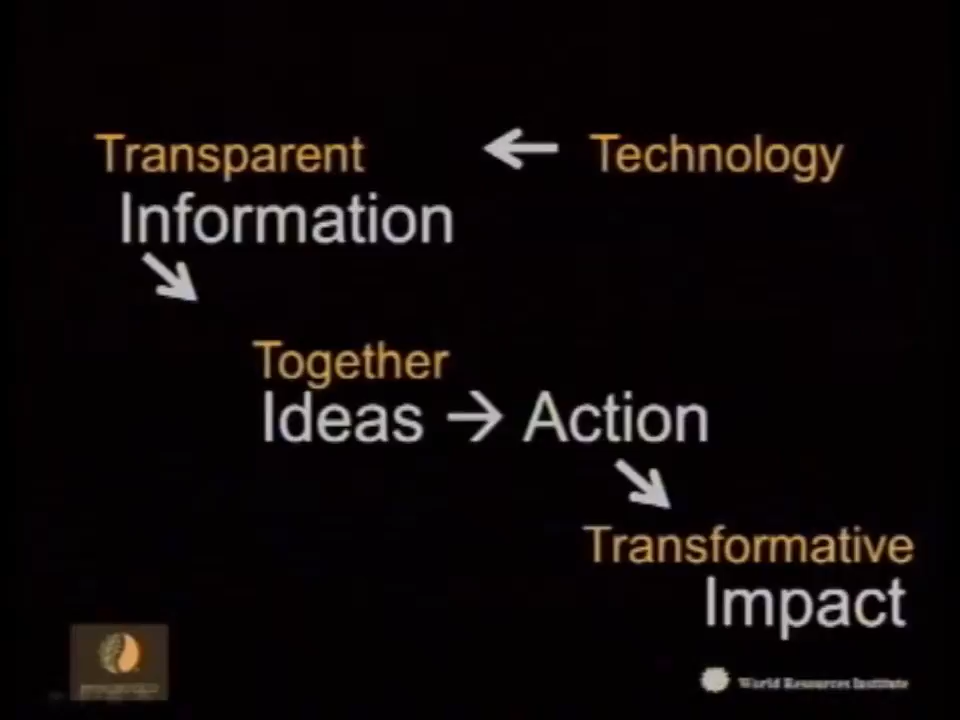 Transparent ← Technology
Information
Together
Ideas → Action
Transformative
Impact
World Resources Institute